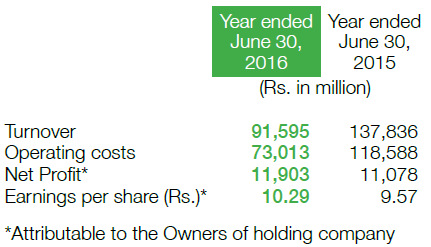 Year ended Year ended
June 30, June 30,
2016 2015
(Rs. in million)
Turnover 91,595 137,836
Operating costs 73,013 118,588
Net Profit* 11,903 11,078
Earnings per share (Rs.)* 10.29 9.57
*Attributable to the Owners of holding company